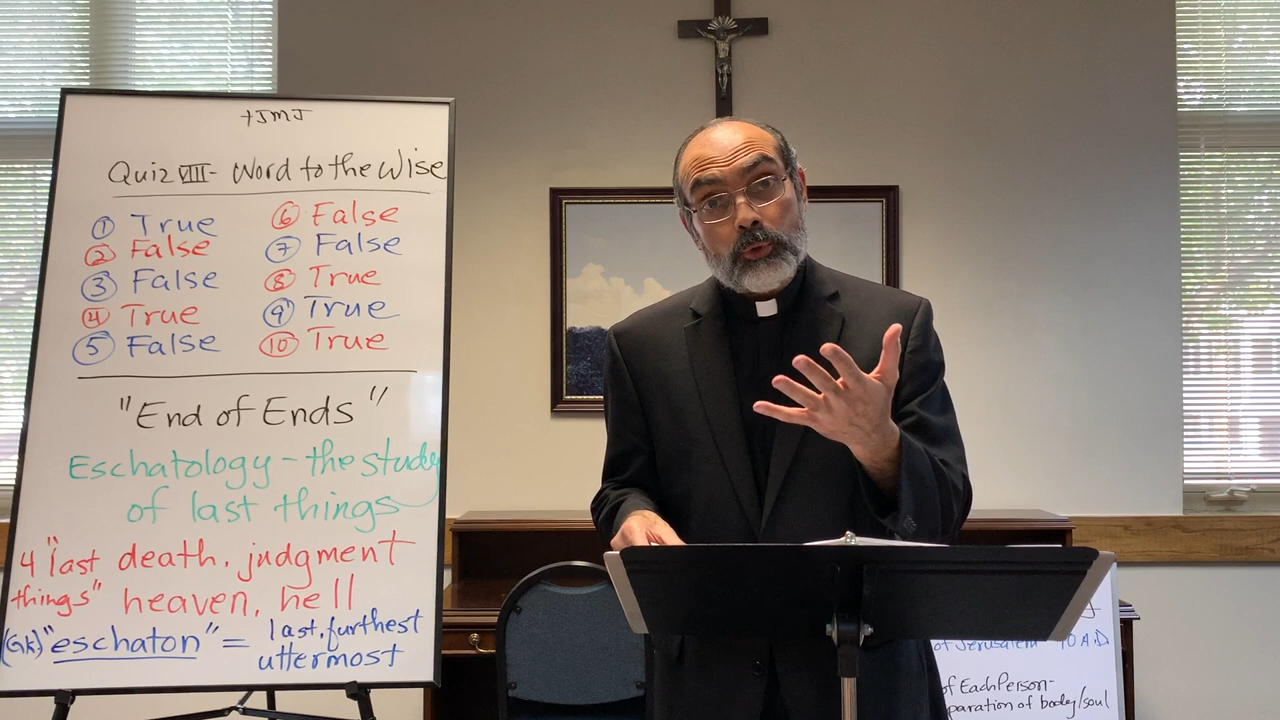 +JMJ
Quiz VIII - Word to the Wise
① True
② False
③ False
④ True
⑤ False
⑥ False
⑦ False
⑧ True
⑨ True
⑩ True
"End of Ends"
Eschatology - the study
of last things
4 "last death, judgment
things" heaven, hell
(Gk) "eschaton" = last, furthest
uttermost
of Jerusalem 70 A.D.
of Each Person-
paration of body/soul